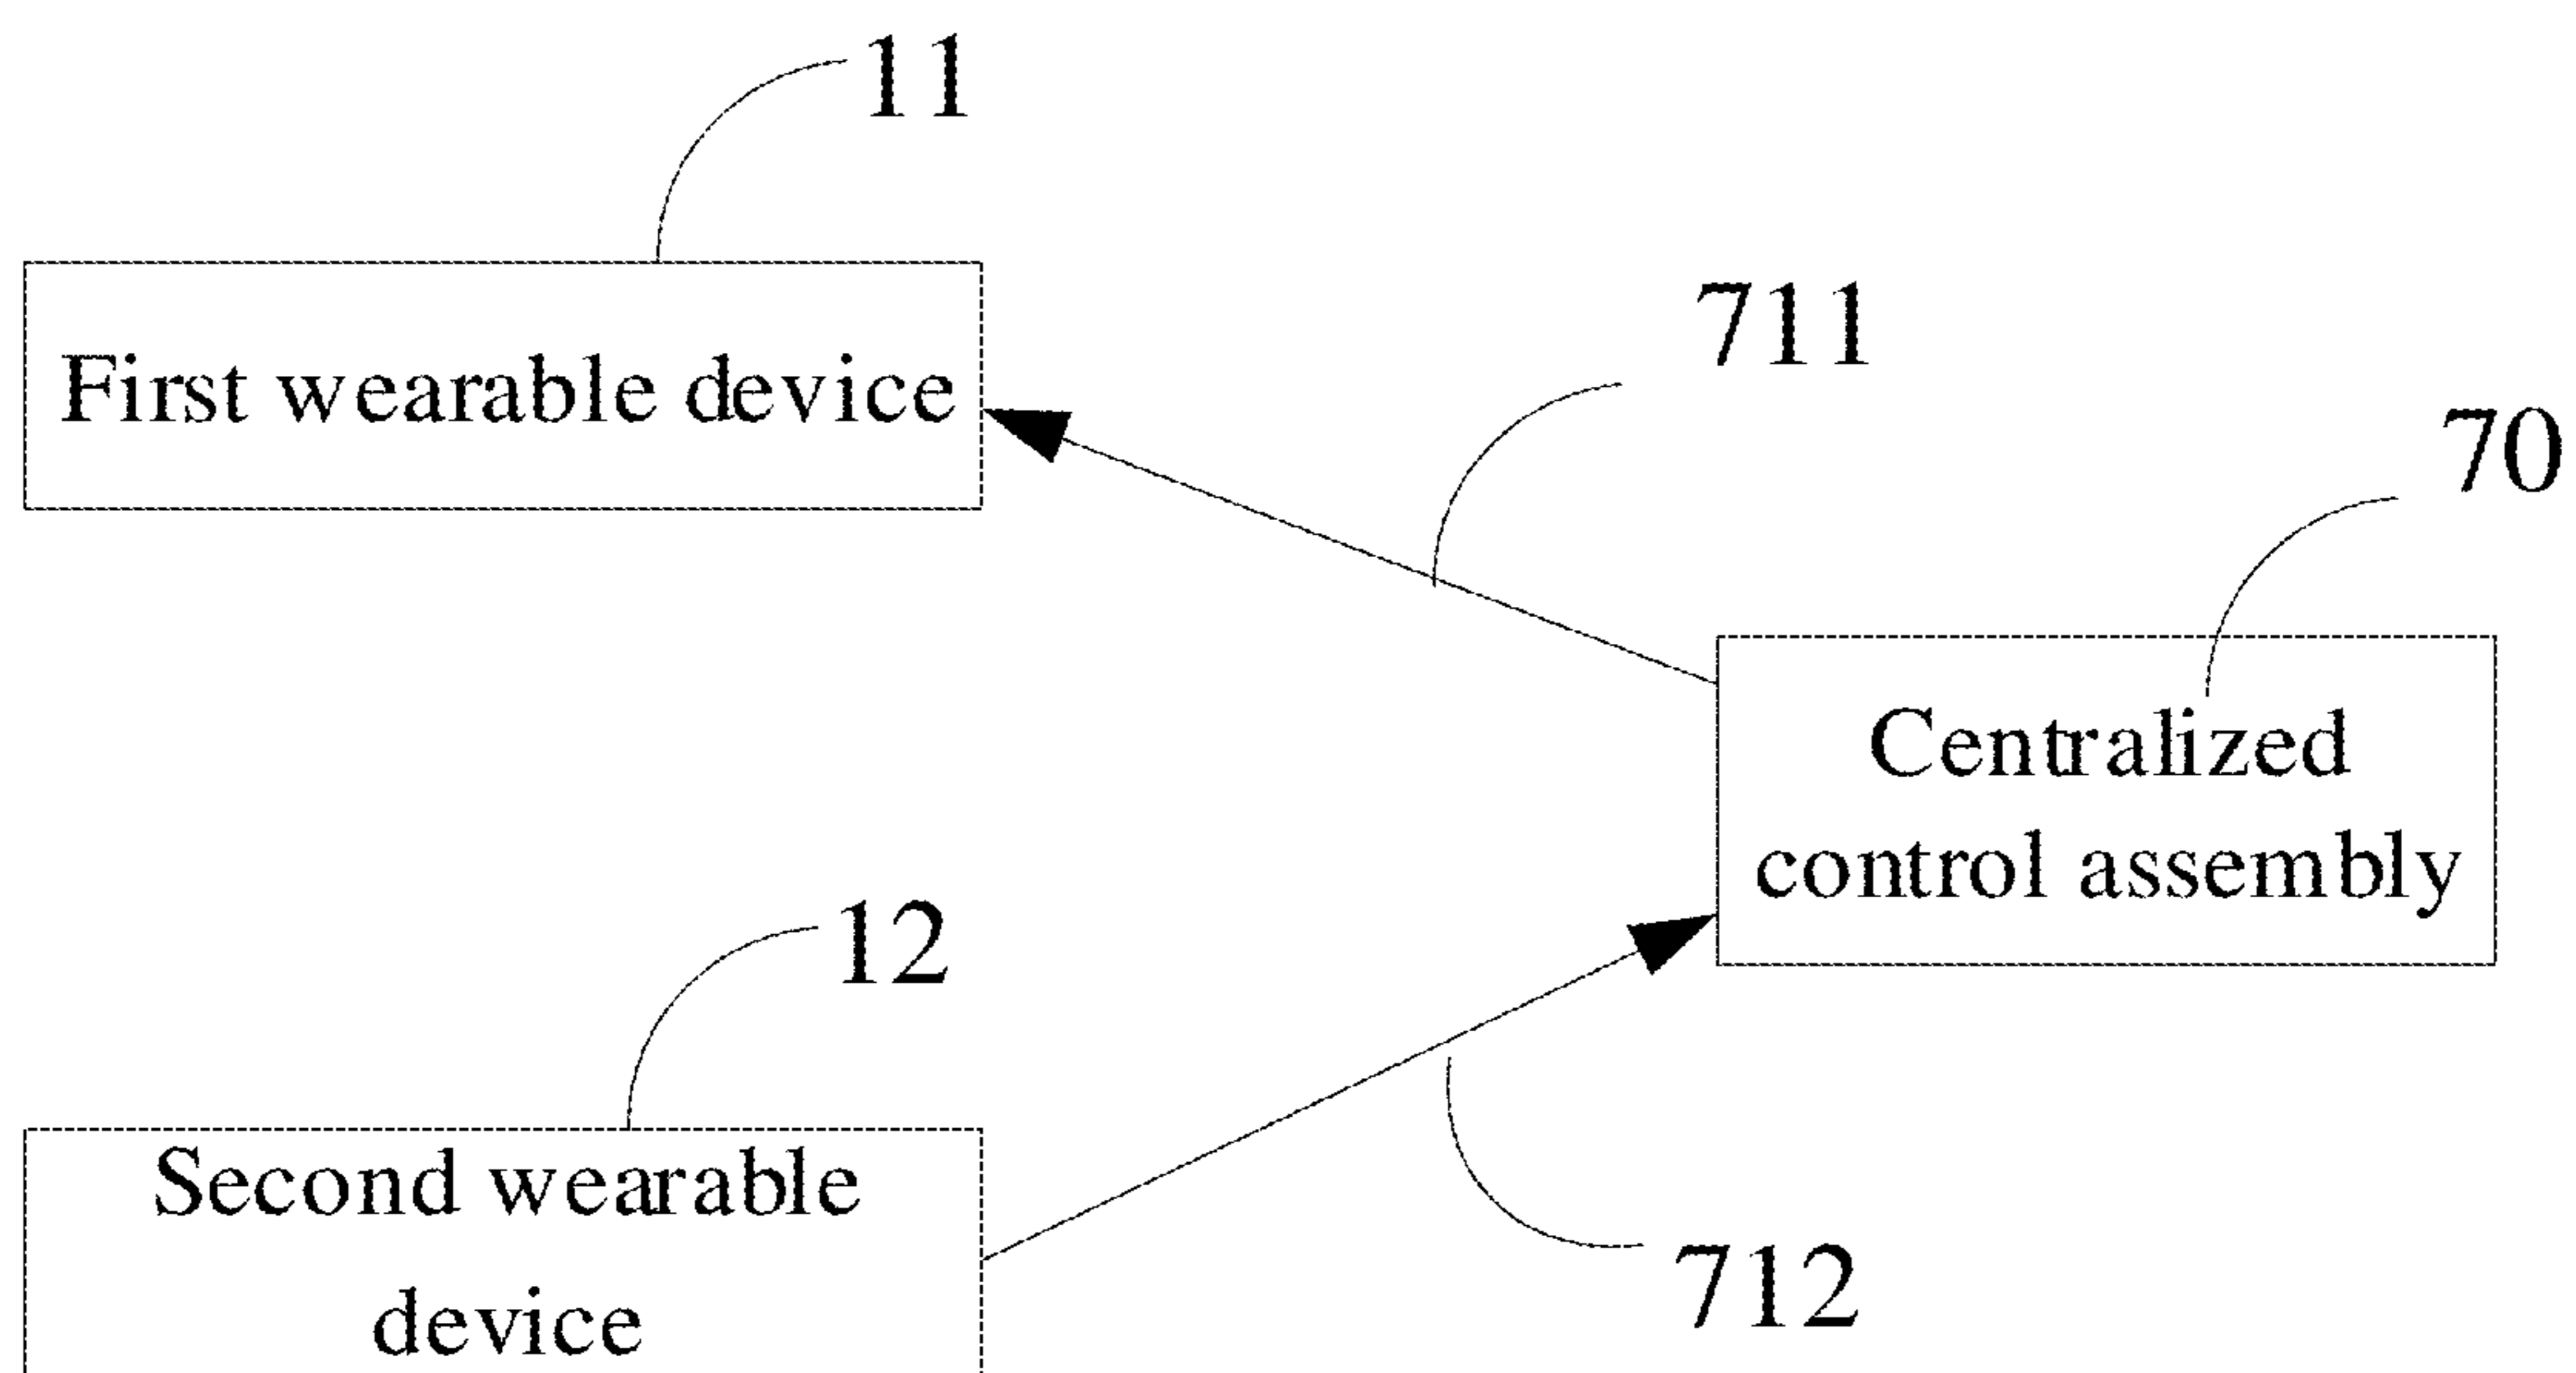 11
711
First wearable device
70
Centralized
control assembly
12
Second wearable
device
712